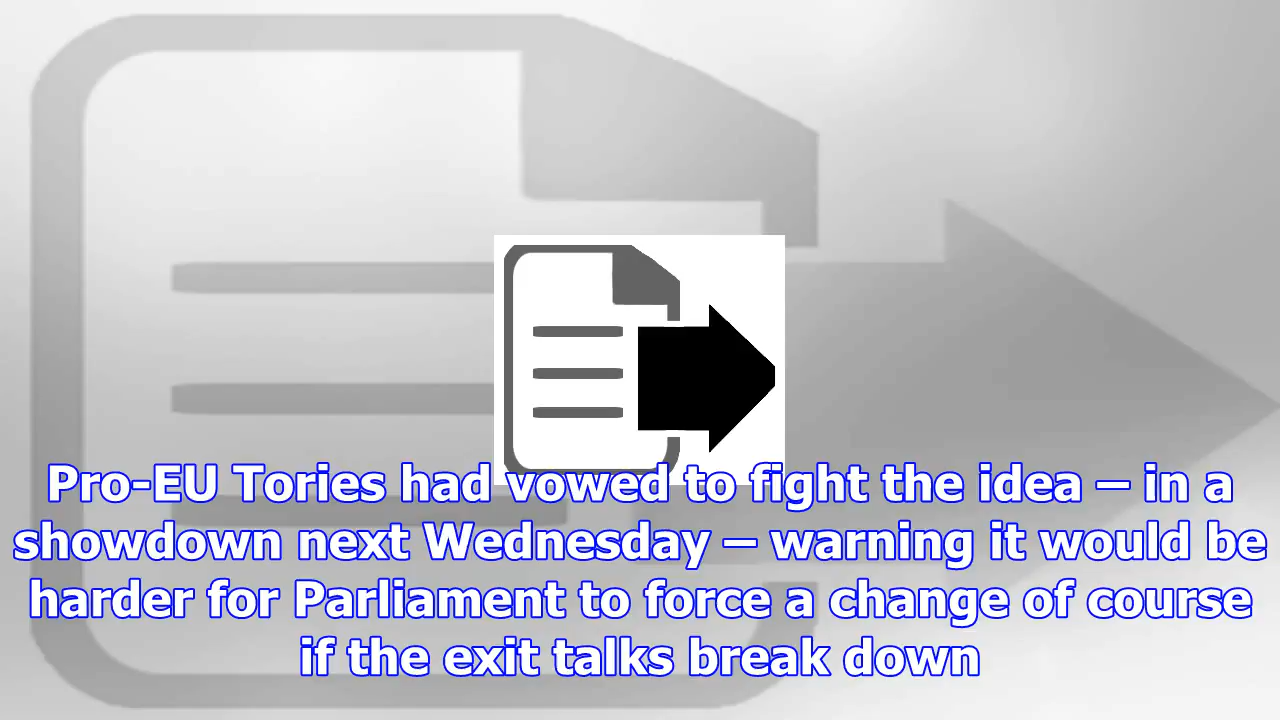 Pro-EU Tories had vowed to fight the idea – in a
showdown next Wednesday – warning it would be
harder for Parliament to force a change of course
if the exit talks break down